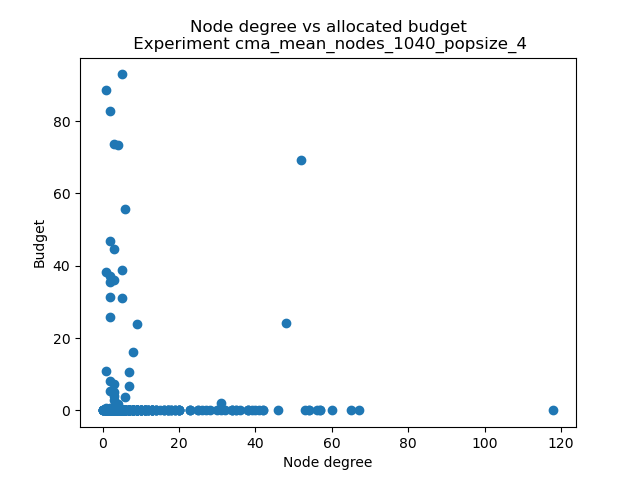 Node degree vs allocated budget
Experiment cma_mean_nodes_1040_popsize_4
Budget
80
60
40
20
0
0 20 40 60 80 100 120
Node degree